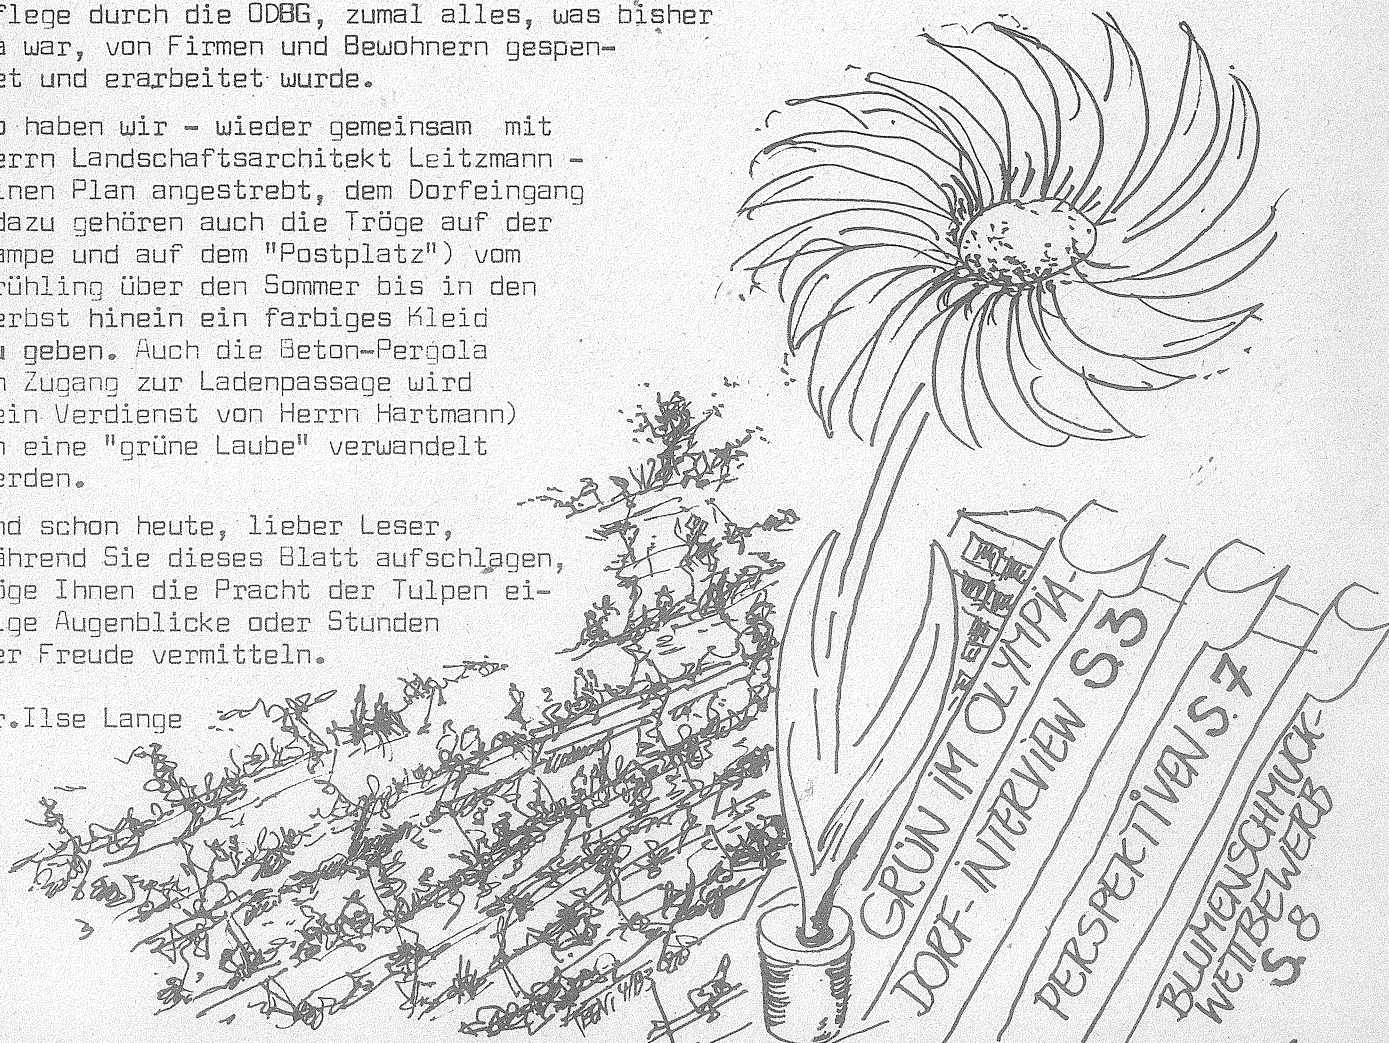 flege durch die ODBG, zumal alles, was bisher
a war, von Firmen und Bewohnern gespen-
et und erarbeitet wurde.
o haben wir - wieder gemeinsam mit
errn Landschaftsarchitekt Leitzmann -
inen Plan angestrebt, dem Dorfeingang
dazu gehören auch die Tröge auf der
ampe und auf dem "Postplatz") vom
rühling über den Sommer bis in den
erbst hinein ein farbiges Kleid
u geben. Auch die Beton-Pergola
m Zugang zur Ladenpassage wird
ein Verdienst von Herrn Hartmann)
n eine "grüne Laube" verwandelt
erden.
nd schon heute, lieber Leser,
ährend Sie dieses Blatt aufschlagen,
öge Ihnen die Pracht der Tulpen ei-
ige Augenblicke oder Stunden
er Freude vermitteln.
r.Ilse Lange
GRÜN IM OLYMPIA-
DORF-INTERVIEW S.3
PERSPEKTIVEN S.7
BLUMENSCHMUCK-
WETTBEWERB
S. 8
4/83